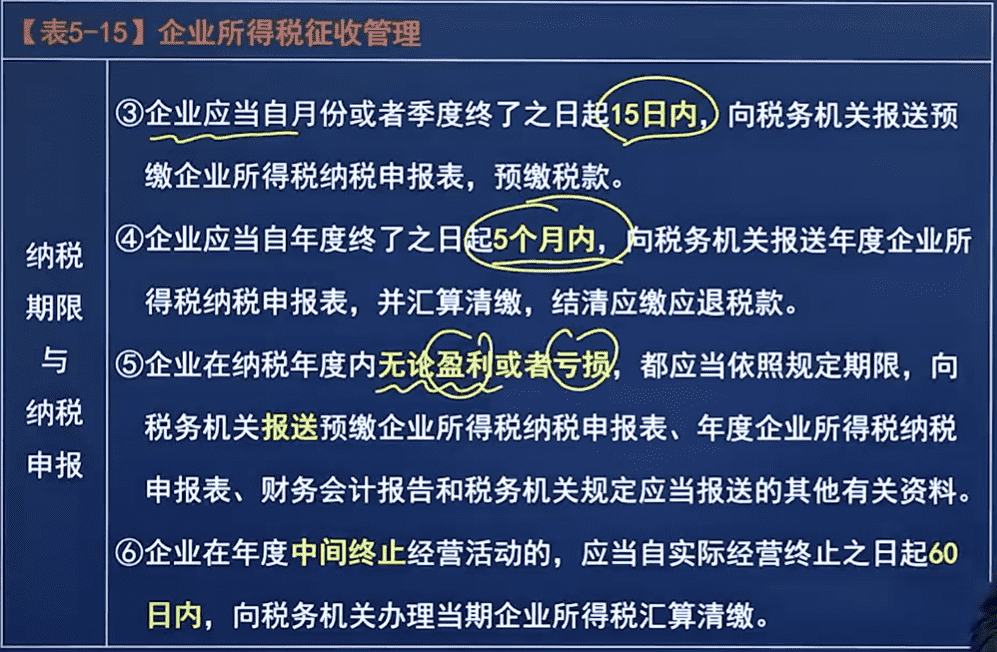 【表5-15】企业所得税征收管理
纳税
期限
与
纳税
申报
③企业应当自月份或者季度终了之日起15日内，向税务机关报送预
缴企业所得税纳税申报表，预缴税款。
④企业应当自年度终了之日起5个月内，向税务机关报送年度企业所
得税纳税申报表，并汇算清缴，结清应缴应退税款。
⑤企业在纳税年度内无论盈利或者亏损，都应当依照规定期限，向
税务机关报送预缴企业所得税纳税申报表、年度企业所得税纳税
申报表、财务会计报告和税务机关规定应当报送的其他有关资料。
⑥企业在年度中间终止经营活动的，应当自实际经营终止之日起60
日内，向税务机关办理当期企业所得税汇算清缴。